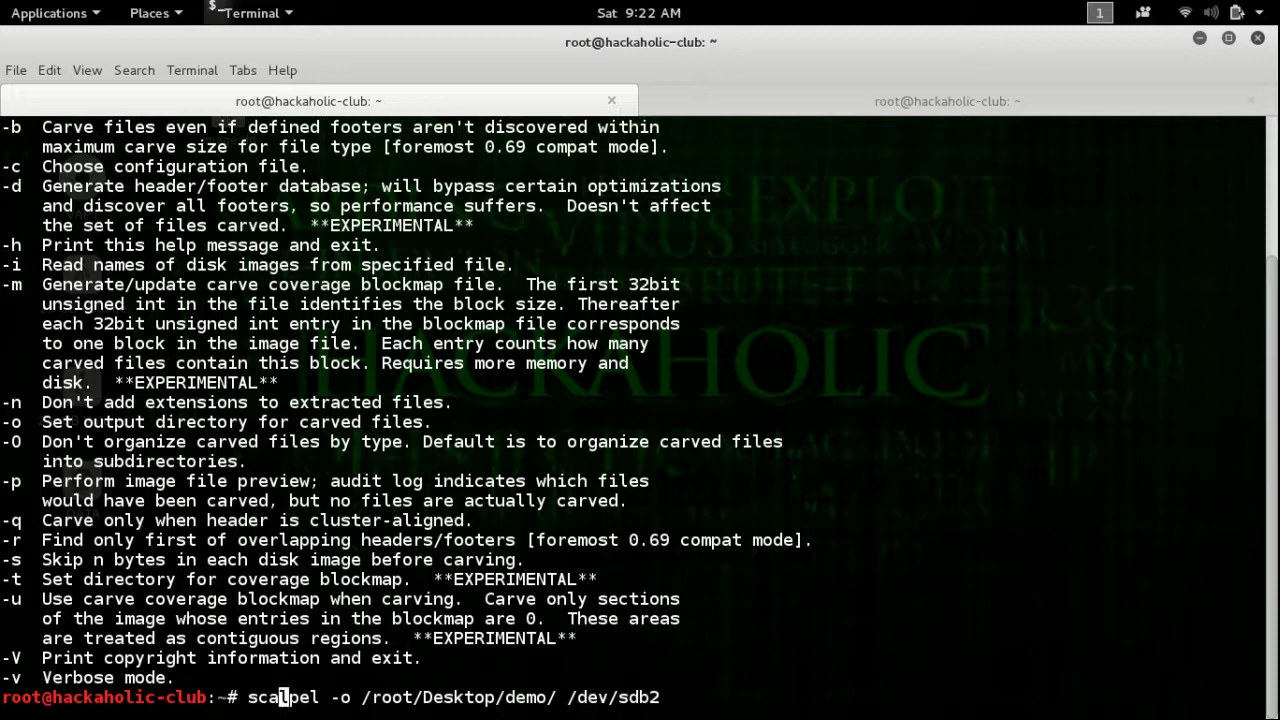 Applications Places Terminal Sat 9:22 AM 1
root@hackaholic-club: ~
File Edit View Search Terminal Tabs Help
root@hackaholic-club: ~ root@hackaholic-club: ~
-b Carve files even if defined footers aren't discovered within
maximum carve size for file type [foremost 0.69 compat mode].
-c Choose configuration file.
-d Generate header/footer database; will bypass certain optimizations
and discover all footers, so performance suffers. Doesn't affect
the set of files carved. **EXPERIMENTAL**
-h Print this help message and exit.
-i Read names of disk images from specified file.
-m Generate/update carve coverage blockmap file. The first 32bit
unsigned int in the file identifies the block size. Thereafter
each 32bit unsigned int entry in the blockmap file corresponds
to one block in the image file. Each entry counts how many
carved files contain this block. Requires more memory and
disk. **EXPERIMENTAL**
-n Don't add extensions to extracted files.
-o Set output directory for carved files.
-O Don't organize carved files by type. Default is to organize carved files
into subdirectories.
-p Perform image file preview; audit log indicates which files
would have been carved, but no files are actually carved.
-q Carve only when header is cluster-aligned.
-r Find only first of overlapping headers/footers [foremost 0.69 compat mode].
-s Skip n bytes in each disk image before carving.
-t Set directory for coverage blockmap. **EXPERIMENTAL**
-u Use carve coverage blockmap when carving. Carve only sections
of the image whose entries in the blockmap are 0. These areas
are treated as contiguous regions. **EXPERIMENTAL**
-V Print copyright information and exit.
-v Verbose mode.
root@hackaholic-club:~# scalpel -o /root/Desktop/demo/ /dev/sdb2
EXPLOIT
VIRUS
HACKAHOLIC